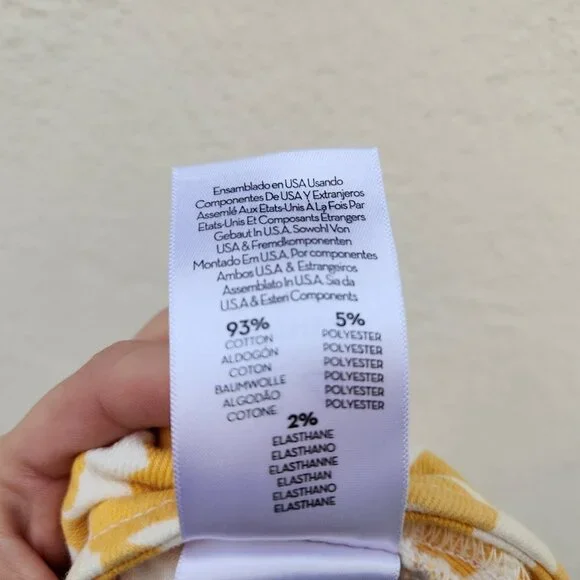 Ensamblado en USA Usando
Componentes De USA Y Extranjeros
Assemlé Aux Etats-Unis À La Fois Par
Etats-Unis Et Composants Étrangers
Gebaut In U.S.A. Sowohl Von
USA & Fremdkomponenten
Montado Em U.S.A. Por componentes
Ambos U.S.A & Estrangeiros
Assemblato In U.S.A. Sia da
U.S.A & Esteri Components
93%
COTTON
ALDOGÓN
COTON
BAUMWOLLE
ALGODÃO
COTONE
5%
POLYESTER
POLYESTER
POLYESTER
POLYESTER
POLYESTER
POLYESTER
2%
ELASTHANE
ELASTHANO
ELASTHANNE
ELASTHAN
ELASTHANO
ELASTHANE